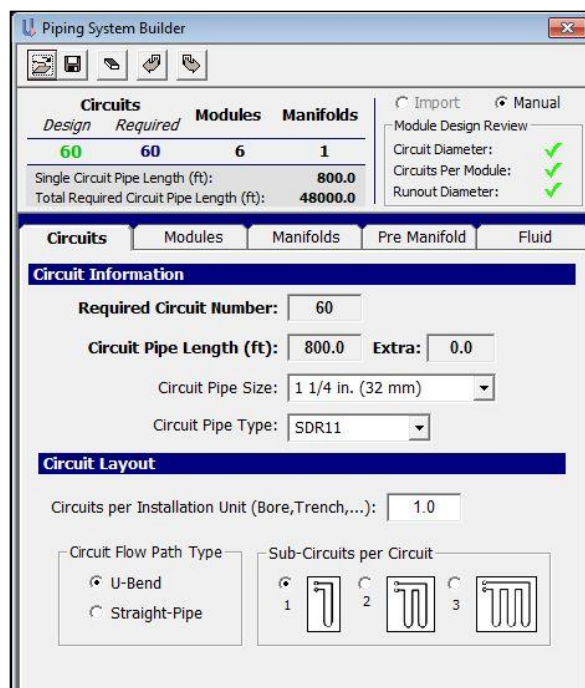 Piping System Builder
Circuits Modules Manifolds
Design Required
60 60 6 1
Single Circuit Pipe Length (ft): 800.0
Total Required Circuit Pipe Length (ft): 48000.0
Import Manual
Module Design Review
Circuit Diameter:
Circuits Per Module:
Runout Diameter:
Circuits Modules Manifolds Pre Manifold Fluid
Circuit Information
Required Circuit Number: 60
Circuit Pipe Length (ft): 800.0 Extra: 0.0
Circuit Pipe Size: 1 1/4 in. (32 mm)
Circuit Pipe Type: SDR11
Circuit Layout
Circuits per Installation Unit (Bore,Trench,...): 1.0
Circuit Flow Path Type
U-Bend
Straight-Pipe
Sub-Circuits per Circuit
1 2 3